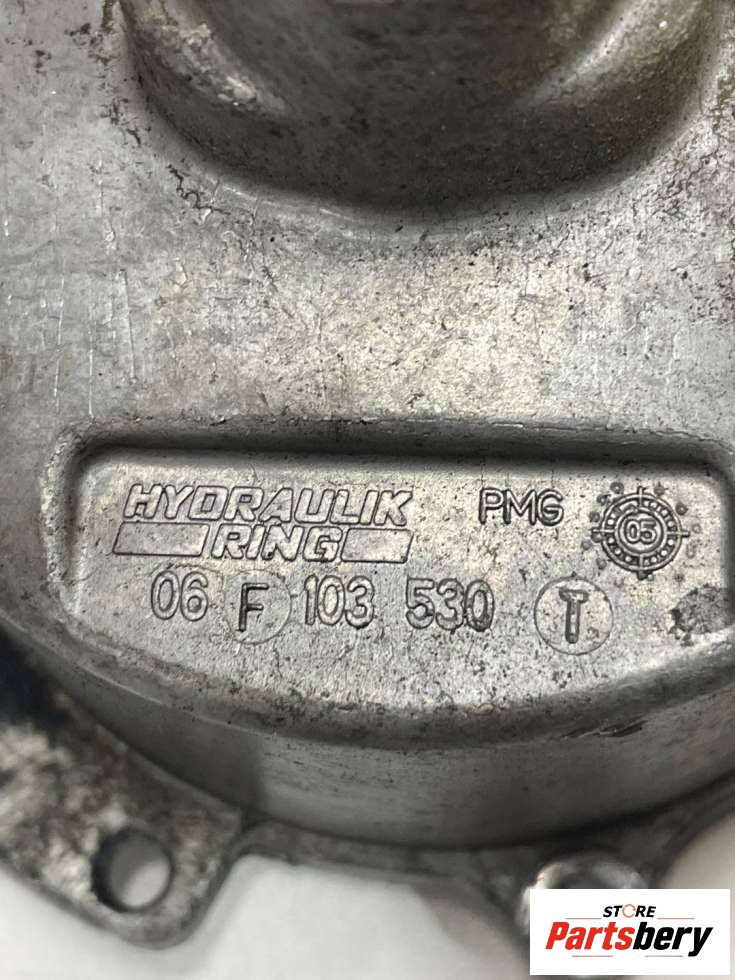 HYDRAULIK PMG 05
RING
06 F 103 530 T
STORE
Partsbery